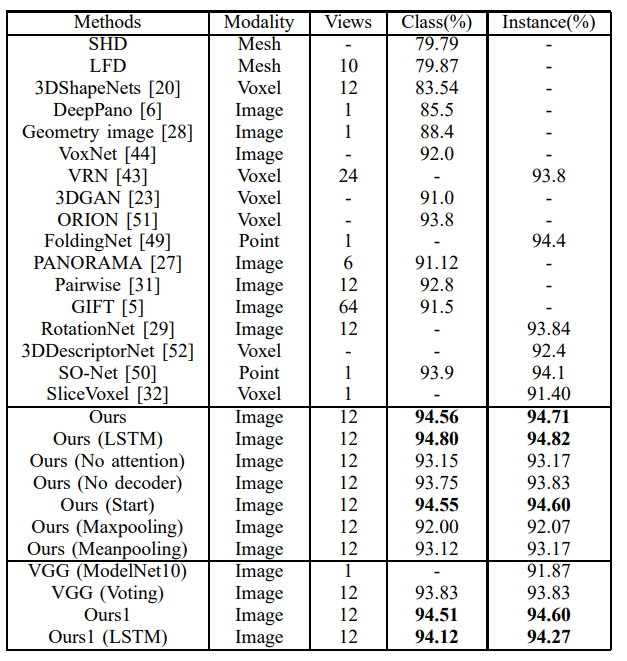 Methods Modality Views Class(%) Instance(%)
SHD Mesh - 79.79 -
LFD Mesh 10 79.87 -
3DShapeNets [20] Voxel 12 83.54 -
DeepPano [6] Image 1 85.5 -
Geometry image [28] Image 1 88.4 -
VoxNet [44] Image - 92.0 -
VRN [43] Voxel 24 - 93.8
3DGAN [23] Voxel - 91.0 -
ORION [51] Voxel - 93.8 -
FoldingNet [49] Point 1 - 94.4
PANORAMA [27] Image 6 91.12 -
Pairwise [31] Image 12 92.8 -
GIFT [5] Image 64 91.5 -
RotationNet [29] Image 12 - 93.84
3DDescriptorNet [52] Voxel - - 92.4
SO-Net [50] Point 1 93.9 94.1
SliceVoxel [32] Voxel 1 - 91.40
Ours Image 12 94.56 94.71
Ours (LSTM) Image 12 94.80 94.82
Ours (No attention) Image 12 93.15 93.17
Ours (No decoder) Image 12 93.75 93.83
Ours (Start) Image 12 94.55 94.60
Ours (Maxpooling) Image 12 92.00 92.07
Ours (Meanpooling) Image 12 93.12 93.17
VGG (ModelNet10) Image 1 - 91.87
VGG (Voting) Image 12 93.83 93.83
Ours1 Image 12 94.51 94.60
Ours1 (LSTM) Image 12 94.12 94.27